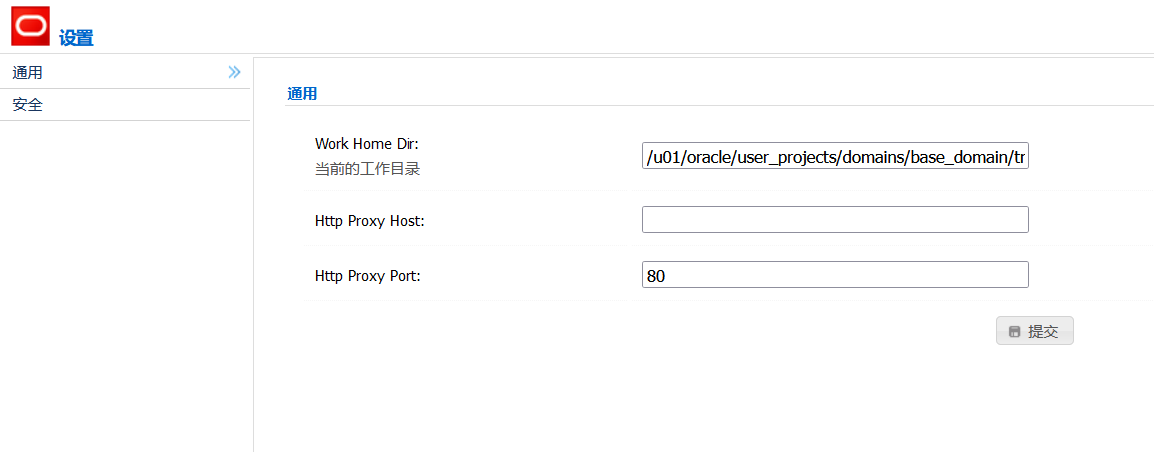 设置
通用
安全
通用
Work Home Dir:
当前的工作目录
/u01/oracle/user_projects/domains/base_domain/tr
Http Proxy Host:
Http Proxy Port:
80
提交